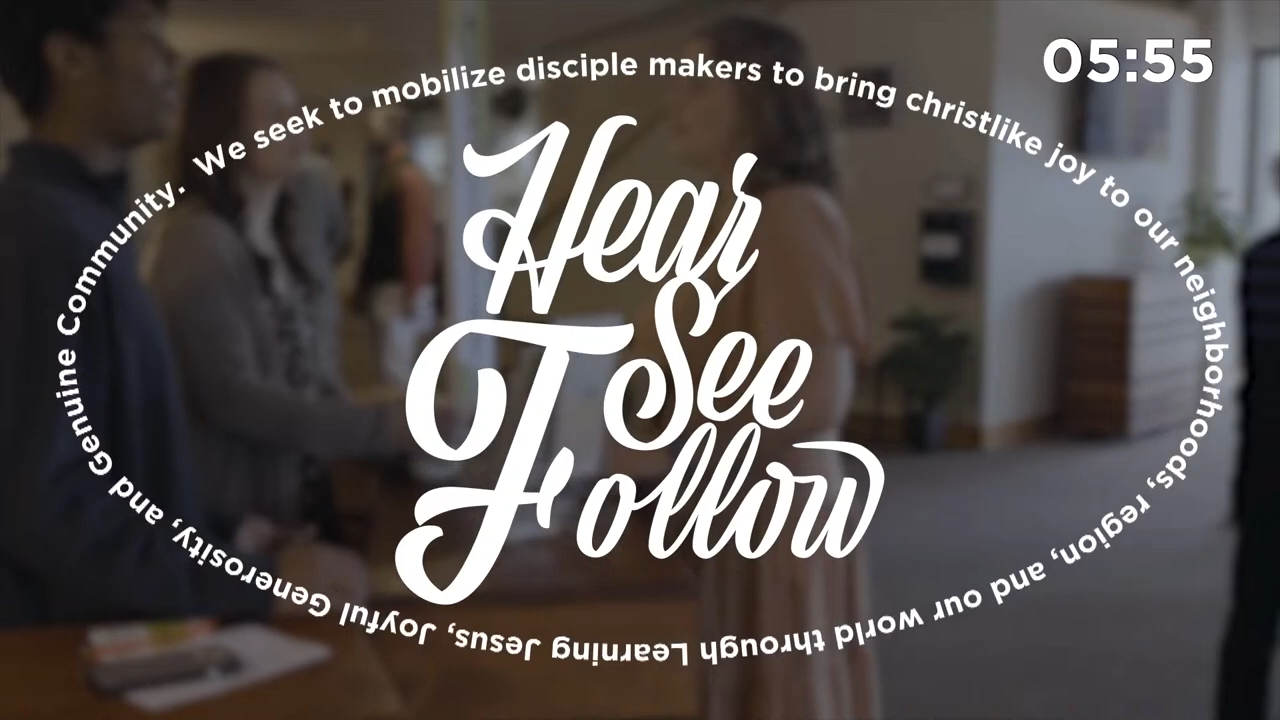 05:55
We seek to mobilize disciple makers to bring christlike joy to our neighborhoods, region, and our world through Learning Jesus, Joyful Generosity, and Genuine Community.
Hear
See
Follow